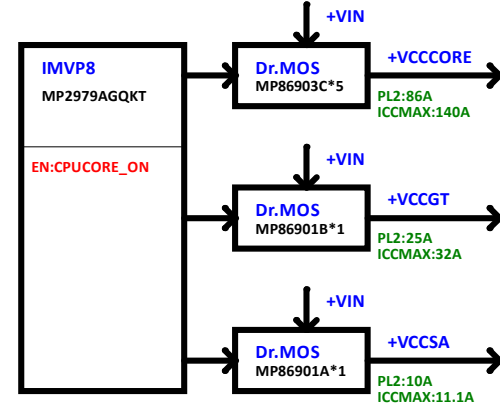 +VIN
IMVP8
MP2979AGQKT
EN:CPUCORE_ON
Dr.MOS
MP86903C*5
+VCCCORE
PL2:86A
ICCMAX:140A
+VIN
Dr.MOS
MP86901B*1
+VCCGT
PL2:25A
ICCMAX:32A
+VIN
Dr.MOS
MP86901A*1
+VCCSA
PL2:10A
ICCMAX:11.1A